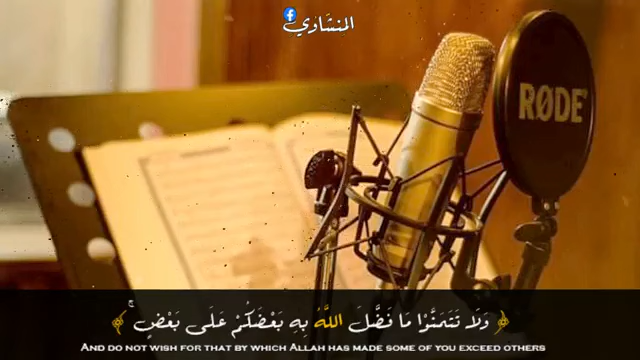 المنشاوي
RØDE
﴿ وَلَا تَتَمَنَّوْا مَا فَضَّلَ اللَّهُ بِهِ بَعْضَكُمْ عَلَى بَعْضٍ ۚ ﴾
AND DO NOT WISH FOR THAT BY WHICH ALLAH HAS MADE SOME OF YOU EXCEED OTHERS